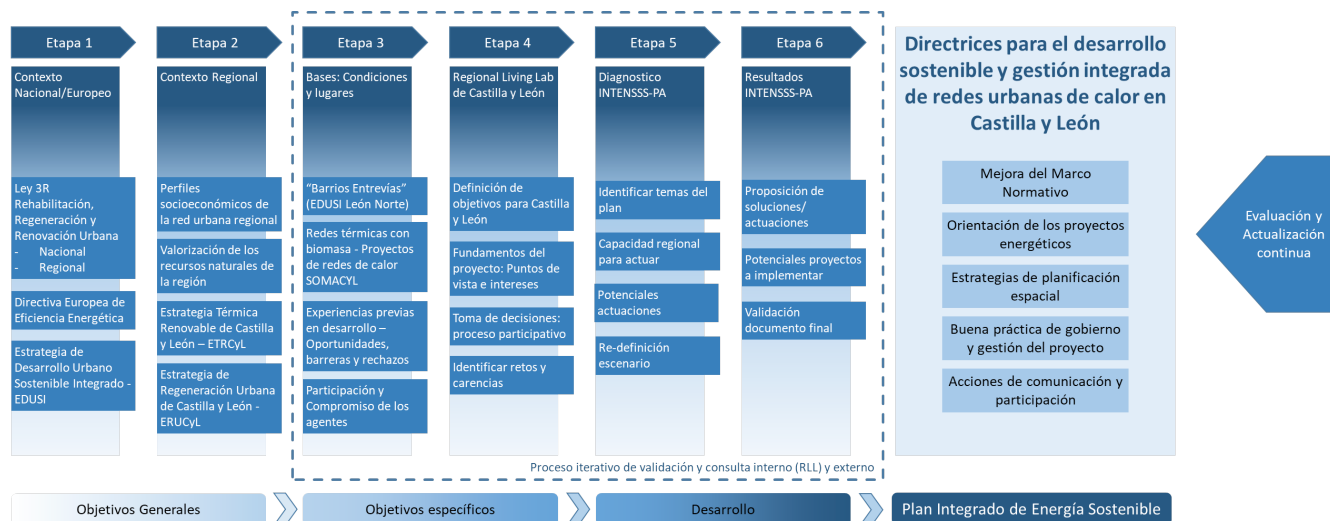 Etapa 1
Contexto
Nacional/Europeo
Ley 3R
Rehabilitación,
Regeneración y
Renovación Urbana
- Nacional
- Regional
Directiva Europea de
Eficiencia Energética
Estrategia de
Desarrollo Urbano
Sostenible Integrado -
EDUSI
Etapa 2
Contexto Regional
Perfiles
socioeconómicos de
la red urbana regional
Valorización de los
recursos naturales de
la región
Estrategia Térmica
Renovable de Castilla
y León – ETRCyL
Estrategia de
Regeneración Urbana
de Castilla y León -
ERUCyL
Etapa 3
Bases: Condiciones
y lugares
“Barrios Entrevías”
(EDUSI León Norte)
Redes térmicas con
biomasa - Proyectos
de redes de calor
SOMACYL
Experiencias previas
en desarrollo –
Oportunidades,
barreras y rechazos
Participación y
Compromiso de los
agentes
Etapa 4
Regional Living Lab
de Castilla y León
Definición de
objetivos para Castilla
y León
Fundamentos del
proyecto: Puntos de
vista e intereses
Toma de decisiones:
proceso participativo
Identificar retos y
carencias
Etapa 5
Diagnostico
INTENSSS-PA
Identificar temas del
plan
Capacidad regional
para actuar
Potenciales
actuaciones
Re-definición
escenario
Etapa 6
Resultados
INTENSSS-PA
Proposición de
soluciones/
actuaciones
Potenciales proyectos
a implementar
Validación
documento final
Proceso iterativo de validación y consulta interno (RLL) y externo
Directrices para el desarrollo
sostenible y gestión integrada
de redes urbanas de calor en
Castilla y León
Mejora del Marco
Normativo
Orientación de los proyectos
energéticos
Estrategias de planificación
espacial
Buena práctica de gobierno
y gestión del proyecto
Acciones de comunicación y
participación
Evaluación y
Actualización
continua
Objetivos Generales
Objetivos específicos
Desarrollo
Plan Integrado de Energía Sostenible